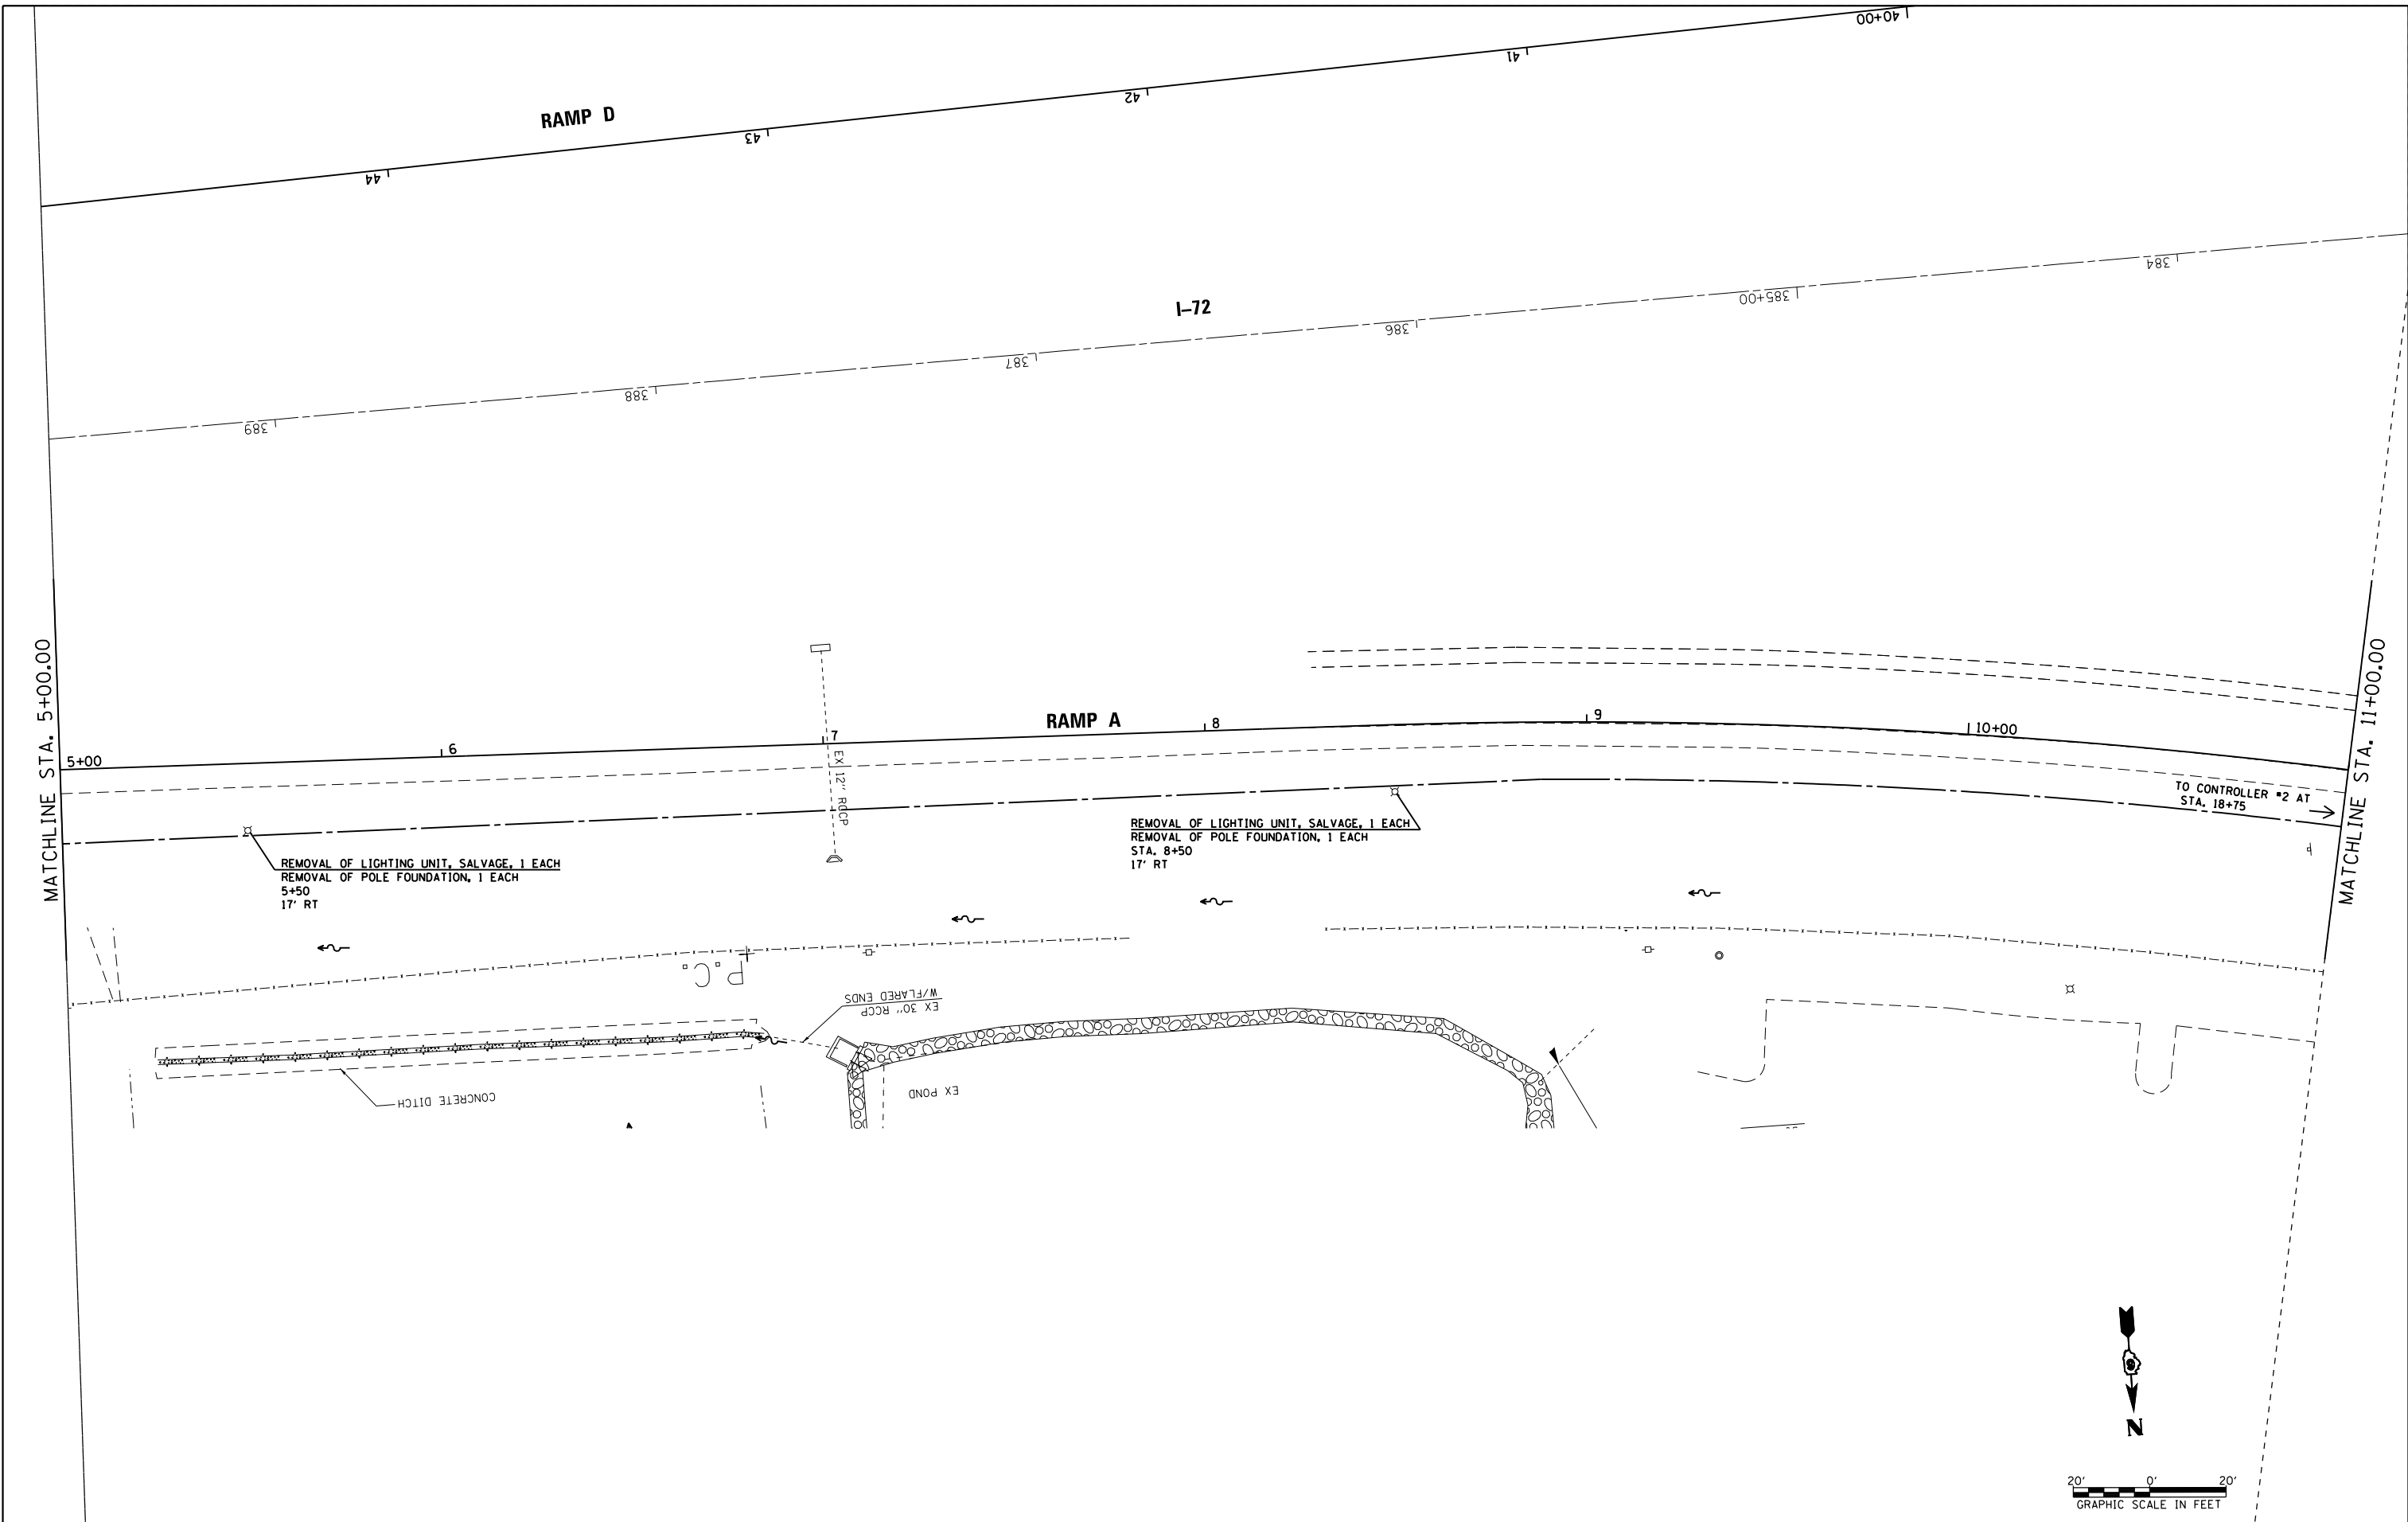 40+00
41
42
43
44
RAMP D
384
385+00
386
387
388
389
I-72
MATCHLINE STA. 5+00.00
MATCHLINE STA. 11+00.00
RAMP A
5+00
6
7
8
9
10+00
EX 12" RCCP
TO CONTROLLER #2 AT
STA. 18+75
REMOVAL OF LIGHTING UNIT, SALVAGE, 1 EACH
REMOVAL OF POLE FOUNDATION, 1 EACH
STA. 8+50
17' RT
REMOVAL OF LIGHTING UNIT, SALVAGE, 1 EACH
REMOVAL OF POLE FOUNDATION, 1 EACH
5+50
17' RT
P.C.
EX 30" RCCP
W/FLARED ENDS
EX POND
CONCRETE DITCH
N
20' 0' 20'
GRAPHIC SCALE IN FEET